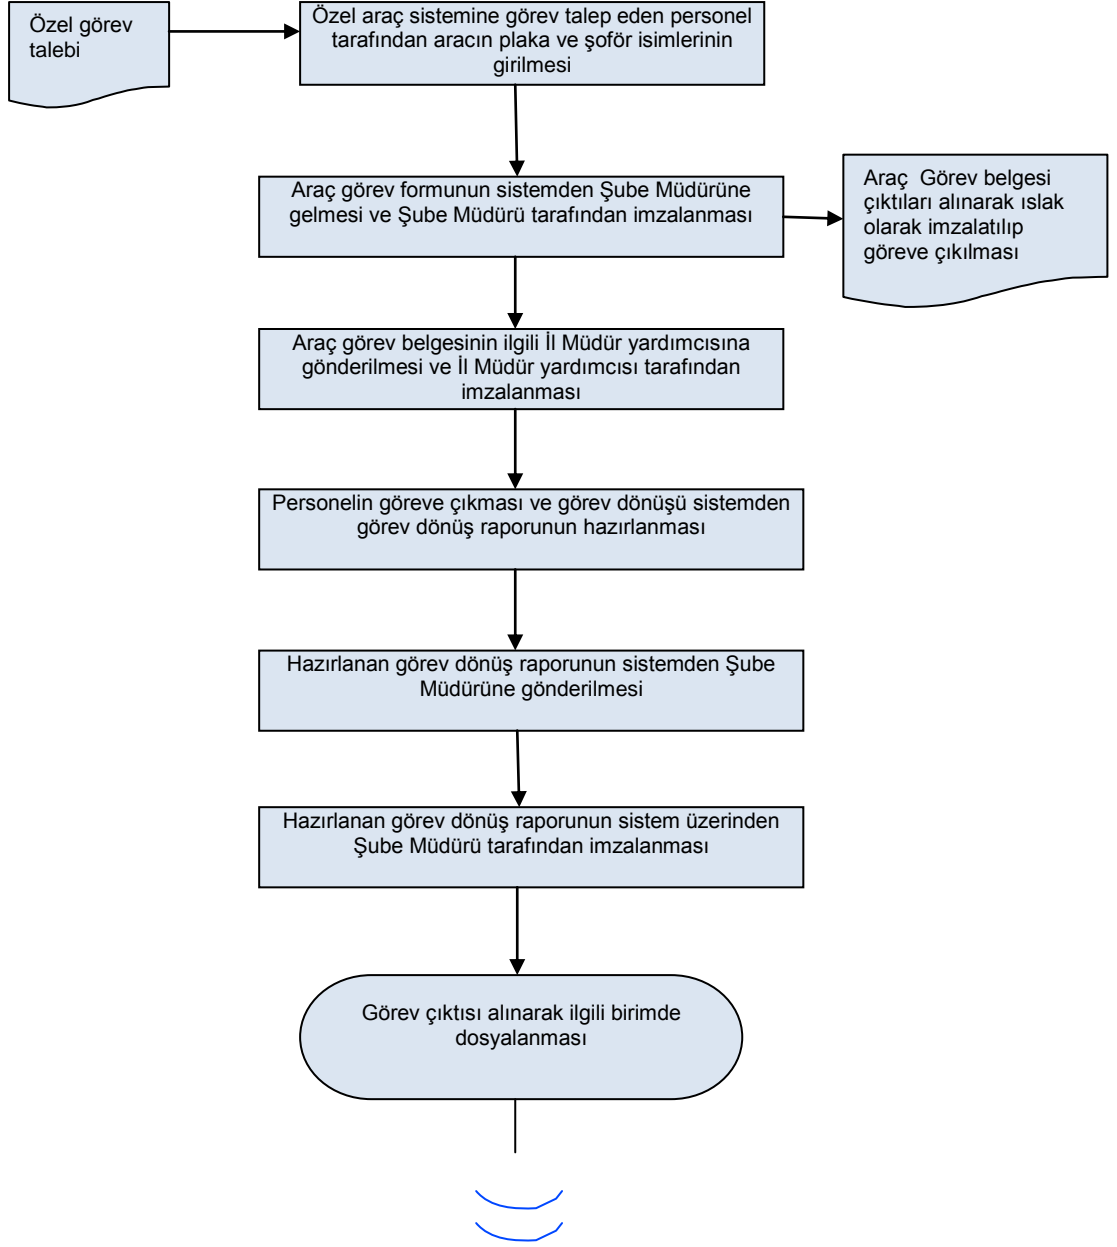 Özel görev
talebi
Özel araç sistemine görev talep eden personel
tarafından aracın plaka ve şoför isimlerinin
girilmesi
Araç görev formunun sistemden Şube Müdürüne
gelmesi ve Şube Müdürü tarafından imzalanması
Araç  Görev belgesi
çıktıları alınarak ıslak
olarak imzalatılıp
göreve çıkılması
Araç görev belgesinin ilgili İl Müdür yardımcısına
gönderilmesi ve İl Müdür yardımcısı tarafından
imzalanması
Personelin göreve çıkması ve görev dönüşü sistemden
görev dönüş raporunun hazırlanması
Hazırlanan görev dönüş raporunun sistemden Şube
Müdürüne gönderilmesi
Hazırlanan görev dönüş raporunun sistem üzerinden
Şube Müdürü tarafından imzalanması
Görev çıktısı alınarak ilgili birimde
dosyalanması